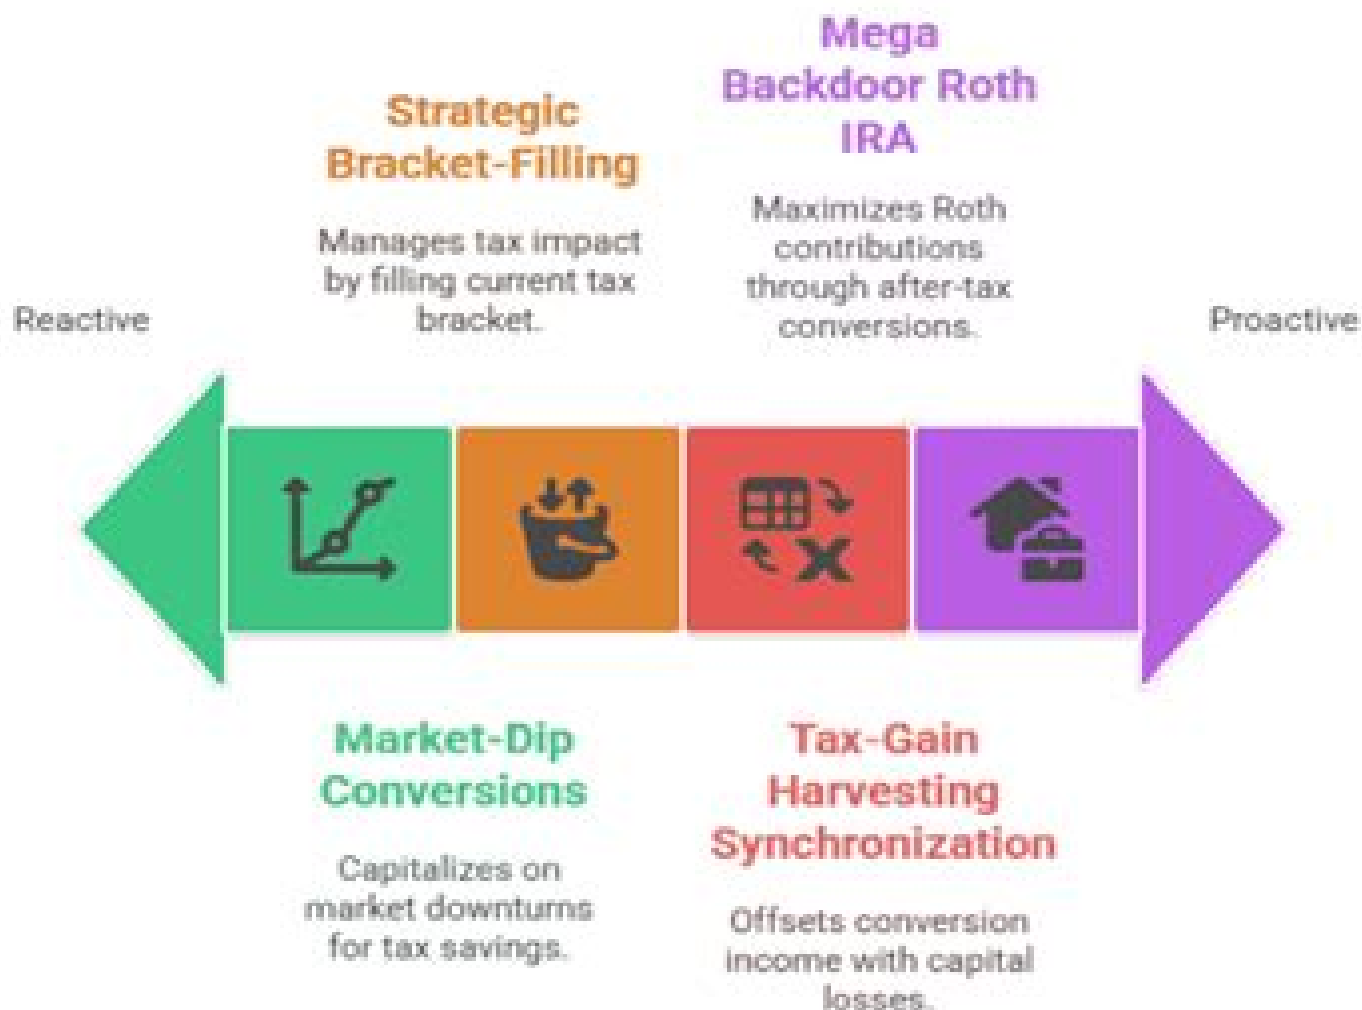 Mega
Backdoor Roth
IRA
Maximizes Roth
contributions
through after-tax
conversions.
Strategic
Bracket-Filling
Manages tax impact
by filling current tax
bracket.
Reactive
Proactive
Market-Dip
Conversions
Capitalizes on
market downturns
for tax savings.
Tax-Gain
Harvesting
Synchronization
Offsets conversion
income with capital
losses.